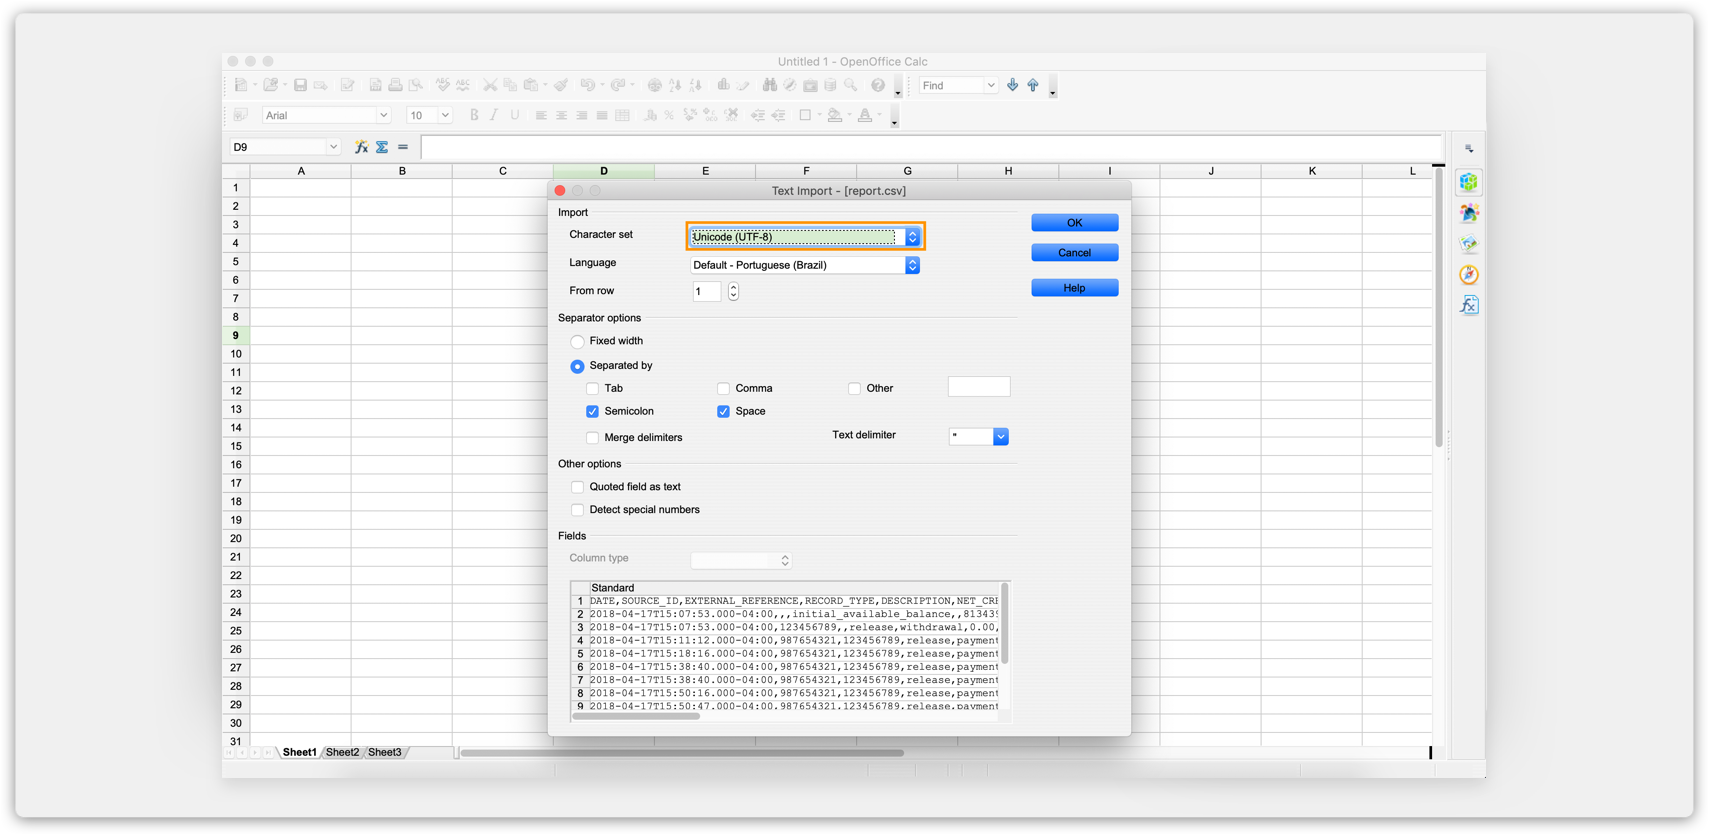 Untitled 1 - OpenOffice Calc
Find
Arial 10 B I U %
D9 fx Σ =
A B C D E F G H I J K L
1
2
3
4
5
6
7
8
9
10
11
12
13
14
15
16
17
18
19
20
21
22
23
24
25
26
27
28
29
30
31
Text Import - [report.csv]
Import
Character set Unicode (UTF-8)
Language Default - Portuguese (Brazil)
From row 1
OK
Cancel
Help
Separator options
Fixed width
Separated by
Tab Comma Other
Semicolon Space
Merge delimiters Text delimiter "
Other options
Quoted field as text
Detect special numbers
Fields
Column type
Standard
1 DATE,SOURCE_ID,EXTERNAL_REFERENCE,RECORD_TYPE,DESCRIPTION,NET_CRE
2 2018-04-17T15:07:53.000-04:00,,,initial_available_balance,,813439
3 2018-04-17T15:07:53.000-04:00,123456789,,release,withdrawal,0.00,
4 2018-04-17T15:11:12.000-04:00,987654321,123456789,release,payment
5 2018-04-17T15:18:16.000-04:00,987654321,123456789,release,payment
6 2018-04-17T15:38:40.000-04:00,987654321,123456789,release,payment
7 2018-04-17T15:38:40.000-04:00,987654321,123456789,release,payment
8 2018-04-17T15:50:16.000-04:00,987654321,123456789,release,payment
9 2018-04-17T15:50:47.000-04:00,987654321,123456789,release,payment
Sheet1 Sheet2 Sheet3